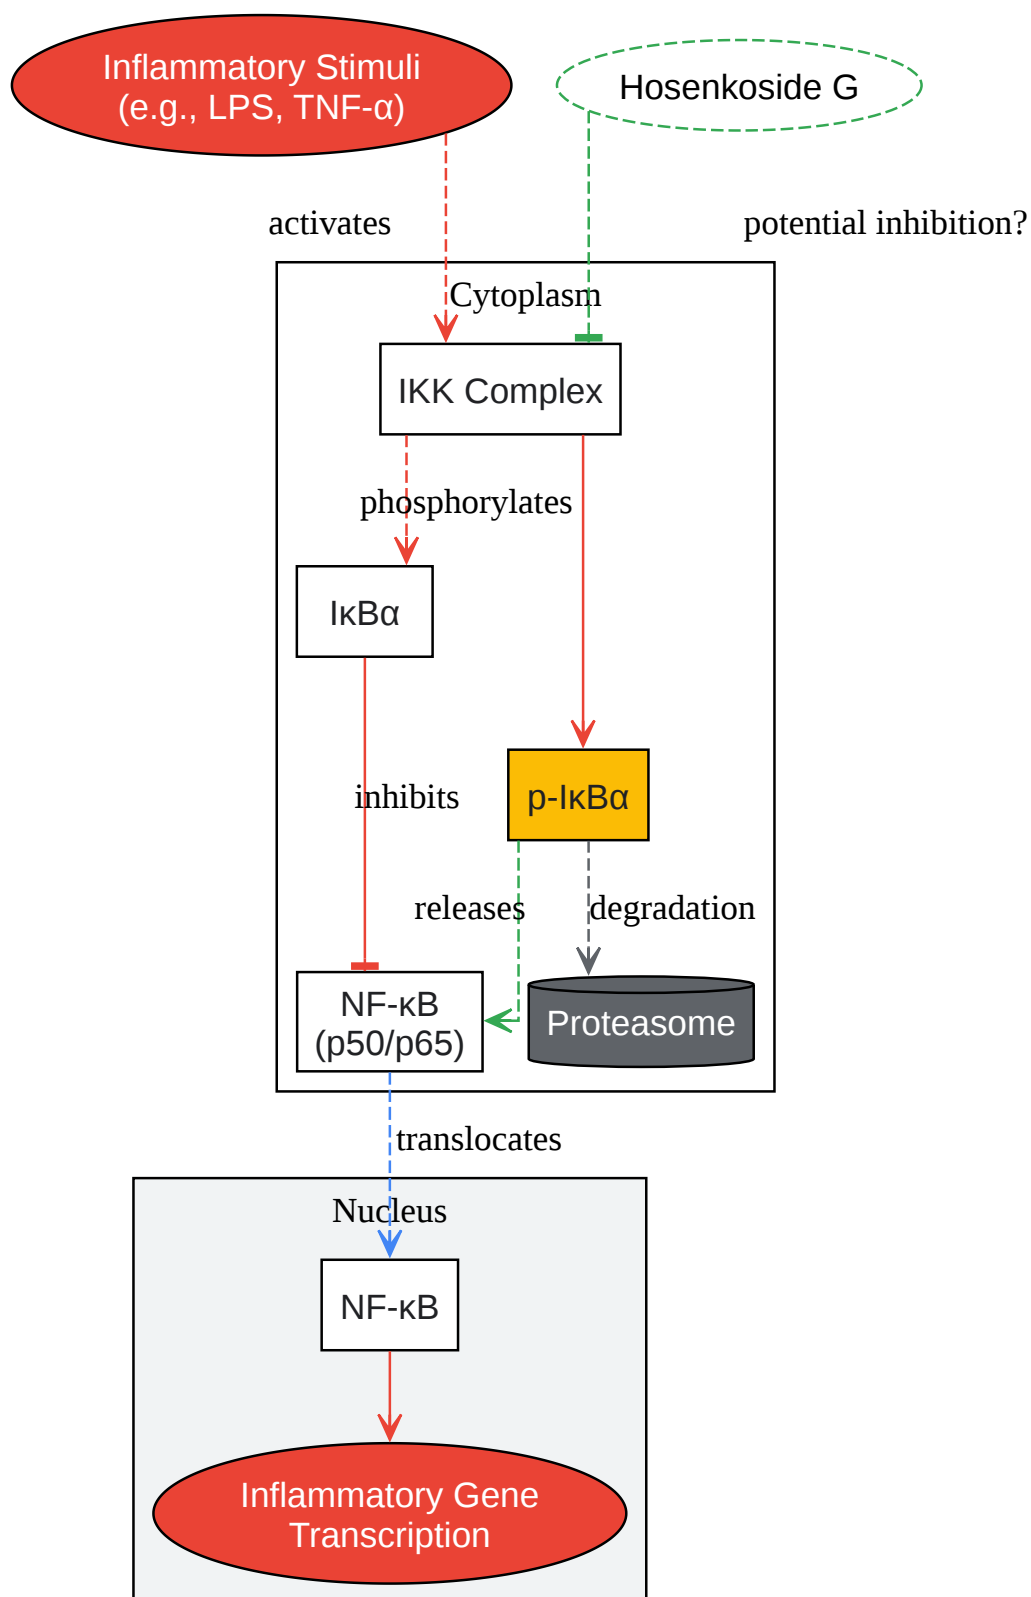 Inflammatory Stimuli
(e.g., LPS, TNF-α)
Hosenkoside G
activates
potential inhibition?
Cytoplasm
IKK Complex
phosphorylates
IκBα
inhibits
p-IκBα
releases
degradation
NF-κB
(p50/p65)
Proteasome
translocates
Nucleus
NF-κB
Inflammatory Gene
Transcription